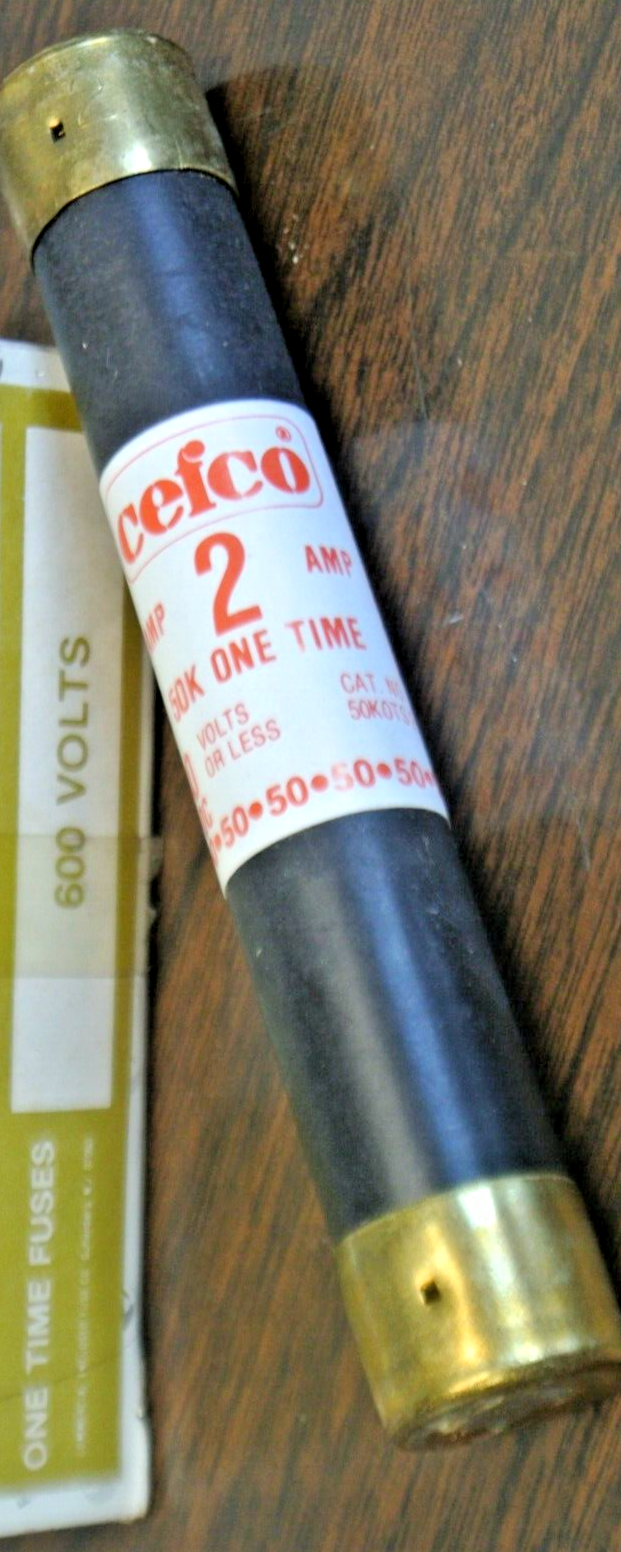 cefco®
2 AMP
AMP
50K ONE TIME
VOLTS
OR LESS
CAT. NO
50KOTS
50•50•50•50
600 VOLTS
ONE TIME FUSES